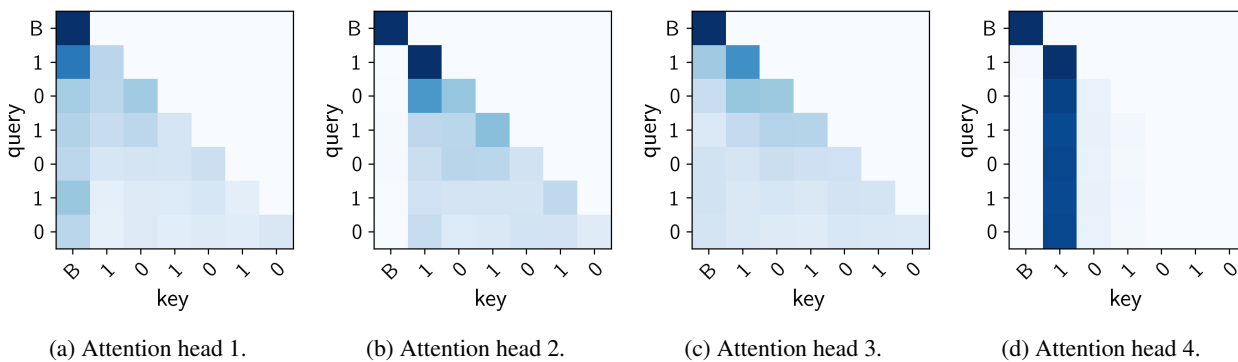 B
1
0
1
0
1
0
query
B 1 0 1 0 1 0
key
(a) Attention head 1.
B
1
0
1
0
1
0
query
B 1 0 1 0 1 0
key
(b) Attention head 2.
B
1
0
1
0
1
0
query
B 1 0 1 0 1 0
key
(c) Attention head 3.
B
1
0
1
0
1
0
query
B 1 0 1 0 1 0
key
(d) Attention head 4.